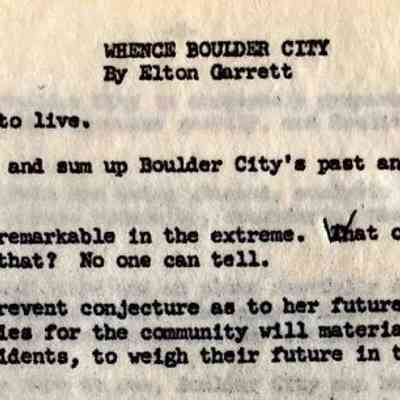 WHENCE BOULDER CITY
By Elton Garrett
to live.
and sum up Boulder City's past an
remarkable in the extreme. What c
that? No one can tell.
revent conjecture as to her future
ies for the community will materia
idents, to weigh their future in t